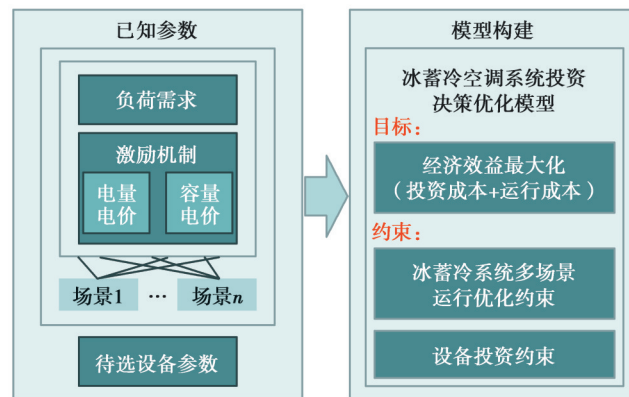 已知参数
负荷需求
激励机制
电量
电价
容量
电价
场景1
···
场景n
待选设备参数
模型构建
冰蓄冷空调系统投资
决策优化模型
目标：
经济效益最大化
（投资成本+运行成本）
约束：
冰蓄冷系统多场景
运行优化约束
设备投资约束